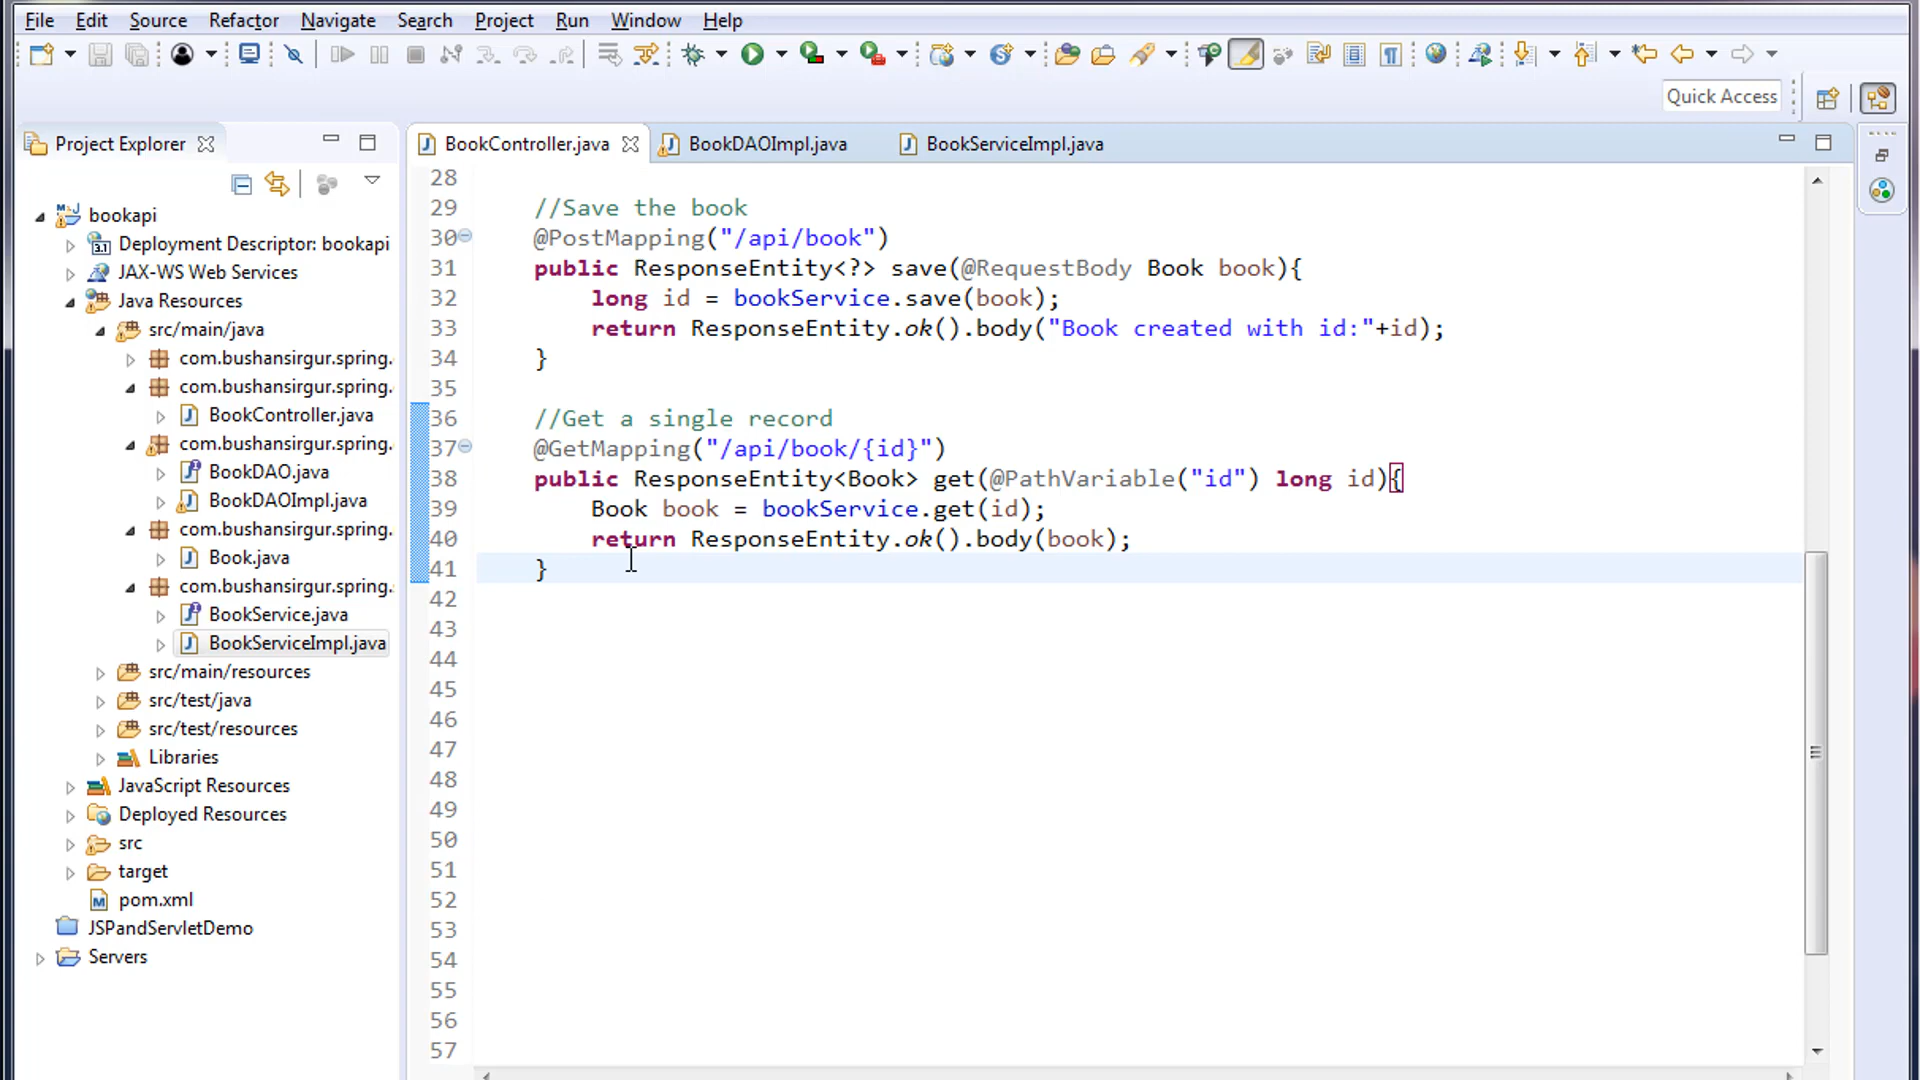 File Edit Source Refactor Navigate Search Project Run Window Help
Quick Access
Project Explorer
BookController.java
BookDAOImpl.java
BookServiceImpl.java
bookapi
Deployment Descriptor: bookapi
JAX-WS Web Services
Java Resources
src/main/java
com.bushansirgur.spring.
com.bushansirgur.spring.
BookController.java
com.bushansirgur.spring.
BookDAO.java
BookDAOImpl.java
com.bushansirgur.spring.
Book.java
com.bushansirgur.spring.
BookService.java
BookServiceImpl.java
src/main/resources
src/test/java
src/test/resources
Libraries
JavaScript Resources
Deployed Resources
src
target
pom.xml
JSPandServletDemo
Servers
28
29 //Save the book
30 @PostMapping("/api/book")
31 public ResponseEntity<?> save(@RequestBody Book book){
32 long id = bookService.save(book);
33 return ResponseEntity.ok().body("Book created with id:"+id);
34 }
35
36 //Get a single record
37 @GetMapping("/api/book/{id}")
38 public ResponseEntity<Book> get(@PathVariable("id") long id){
39 Book book = bookService.get(id);
40 return ResponseEntity.ok().body(book);
41 }
42
43
44
45
46
47
48
49
50
51
52
53
54
55
56
57